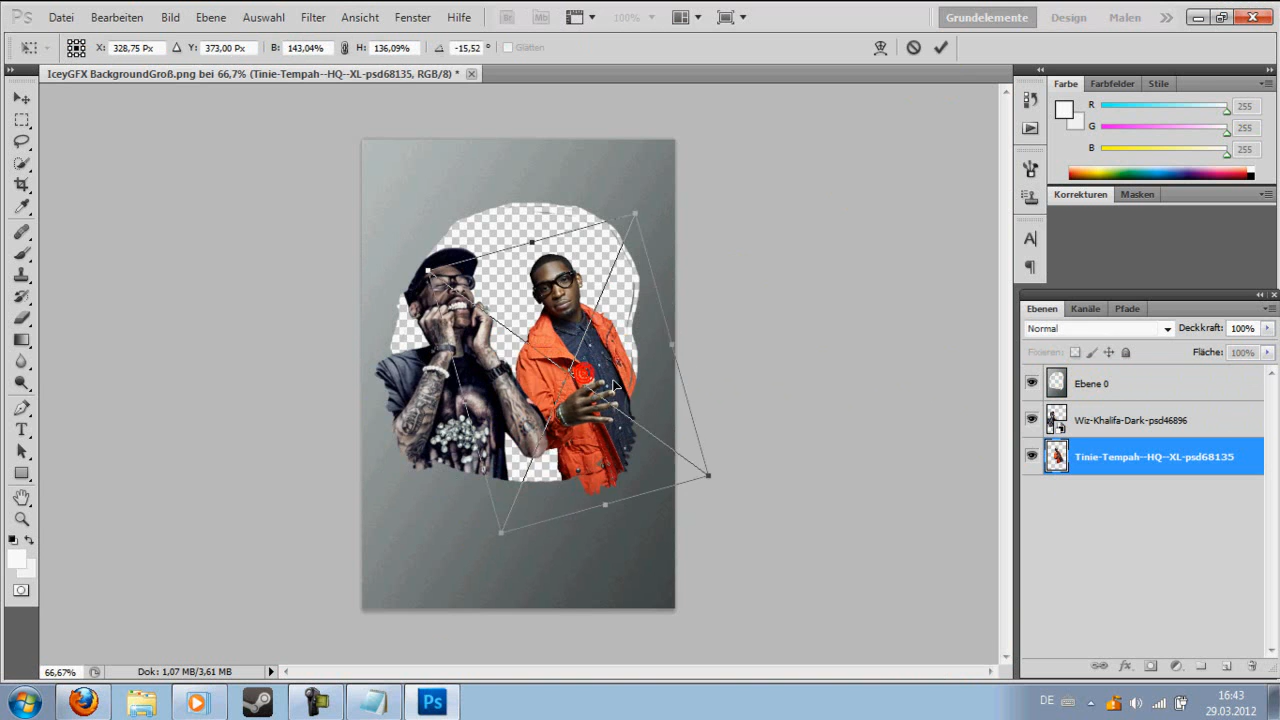 Ps Datei Bearbeiten Bild Ebene Auswahl Filter Ansicht Fenster Hilfe Br Mb 100% Grundelemente Design Malen
X: 328,75 Px Y: 373,00 Px B: 143,04% H: 136,09% -15,52 ° Glätten
IceyGFX BackgroundGroß.png bei 66,7% (Tinie-Tempah--HQ--XL-psd68135, RGB/8) *
Farbe Farbfelder Stile
R 255
G 255
B 255
Korrekturen Masken
Ebenen Kanäle Pfade
Normal Deckkraft: 100%
Fixieren: Fläche: 100%
Ebene 0
Wiz-Khalifa-Dark-psd46896
Tinie-Tempah--HQ--XL-psd68135
66,67% Dok: 1,07 MB/3,61 MB
Ps DE 16:43
29.03.2012